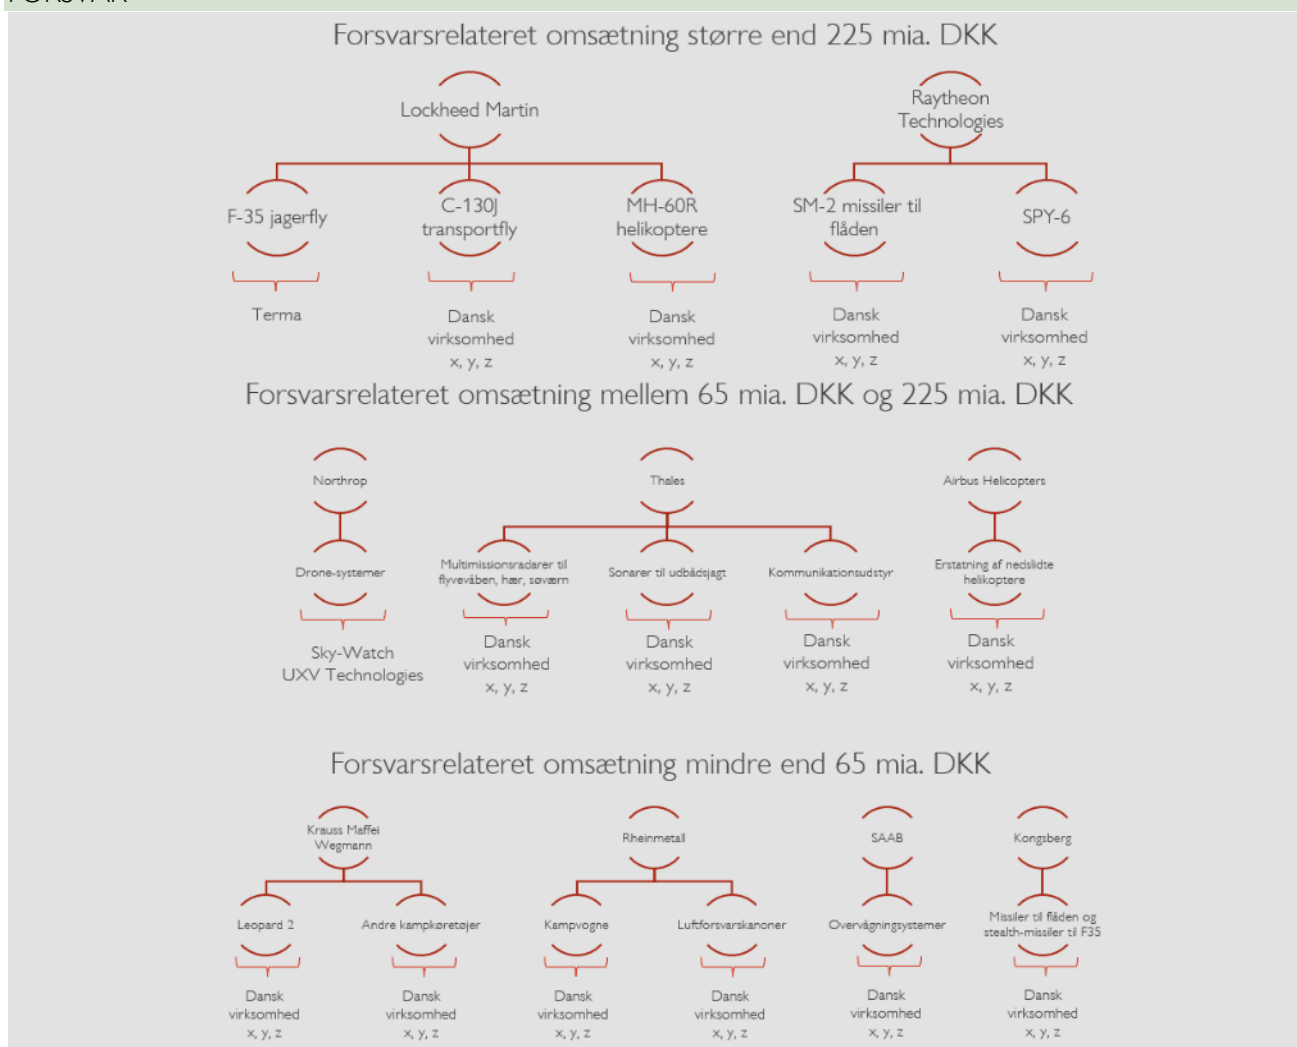 FORSVAR
Forsvarsrelateret omsætning større end 225 mia. DKK
Lockheed Martin
Raytheon
Technologies
F-35 jagerfly
C-130J
transportfly
MH-60R
helikoptere
SM-2 missiler til
flåden
SPY-6
Terma
Dansk
virksomhed
x, y, z
Dansk
virksomhed
x, y, z
Dansk
virksomhed
x, y, z
Dansk
virksomhed
x, y, z
Forsvarsrelateret omsætning mellem 65 mia. DKK og 225 mia. DKK
Northrop
Thales
Airbus Helicopters
Drone-systemer
Multimissionsradarer til
flyvevåben, hær, søværn
Sonarer til udbådsjagt
Kommunikationsudstyr
Erstatning af nedslidte
helikoptere
Sky-Watch
UXV Technologies
Dansk
virksomhed
x, y, z
Dansk
virksomhed
x, y, z
Dansk
virksomhed
x, y, z
Dansk
virksomhed
x, y, z
Forsvarsrelateret omsætning mindre end 65 mia. DKK
Krauss Maffei
Wegmann
Rheinmetall
SAAB
Kongsberg
Leopard 2
Andre kampkøretøjer
Kampvogne
Luftforsvarskanoner
Overvågningsystemer
Missiler til flåden og
stealth-missiler til F35
Dansk
virksomhed
x, y, z
Dansk
virksomhed
x, y, z
Dansk
virksomhed
x, y, z
Dansk
virksomhed
x, y, z
Dansk
virksomhed
x, y, z
Dansk
virksomhed
x, y, z